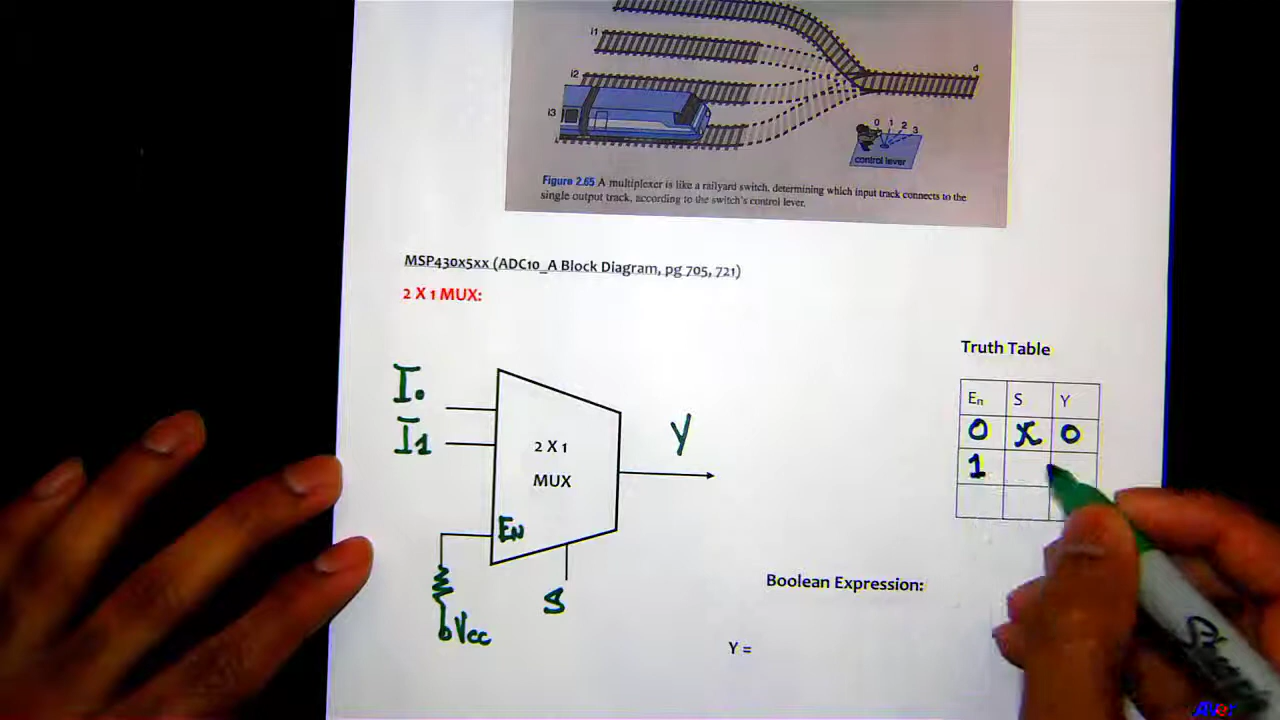 i1
d
i2
i3
0 1 2 3
control lever
Figure 2.65 A multiplexer is like a railyard switch, determining which input track connects to the
single output track, according to the switch's control lever.
MSP430x5xx (ADC10_A Block Diagram, pg 705, 721)
2 X 1 MUX:
Truth Table
I0
I1
2 X 1
MUX
Y
En
S
Vcc
En S Y
0 X 0
1
Boolean Expression:
Y =
Sharpie
AVer